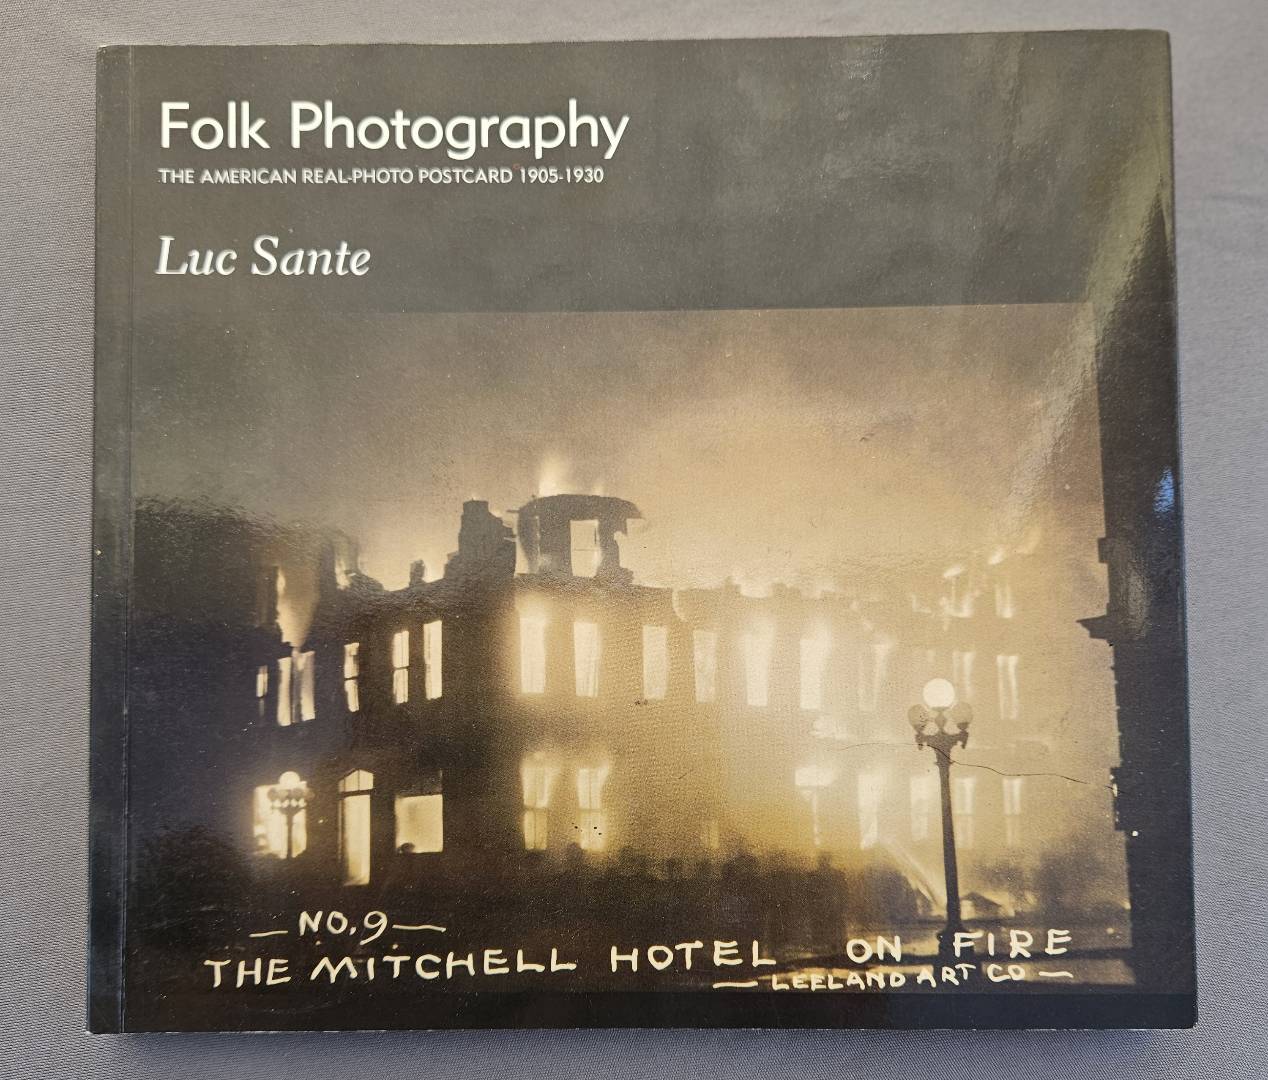 Folk Photography
THE AMERICAN REAL-PHOTO POSTCARD 1905-1930
Luc Sante
— NO. 9 —
THE MITCHELL HOTEL ON FIRE
— LEELAND ART CO —